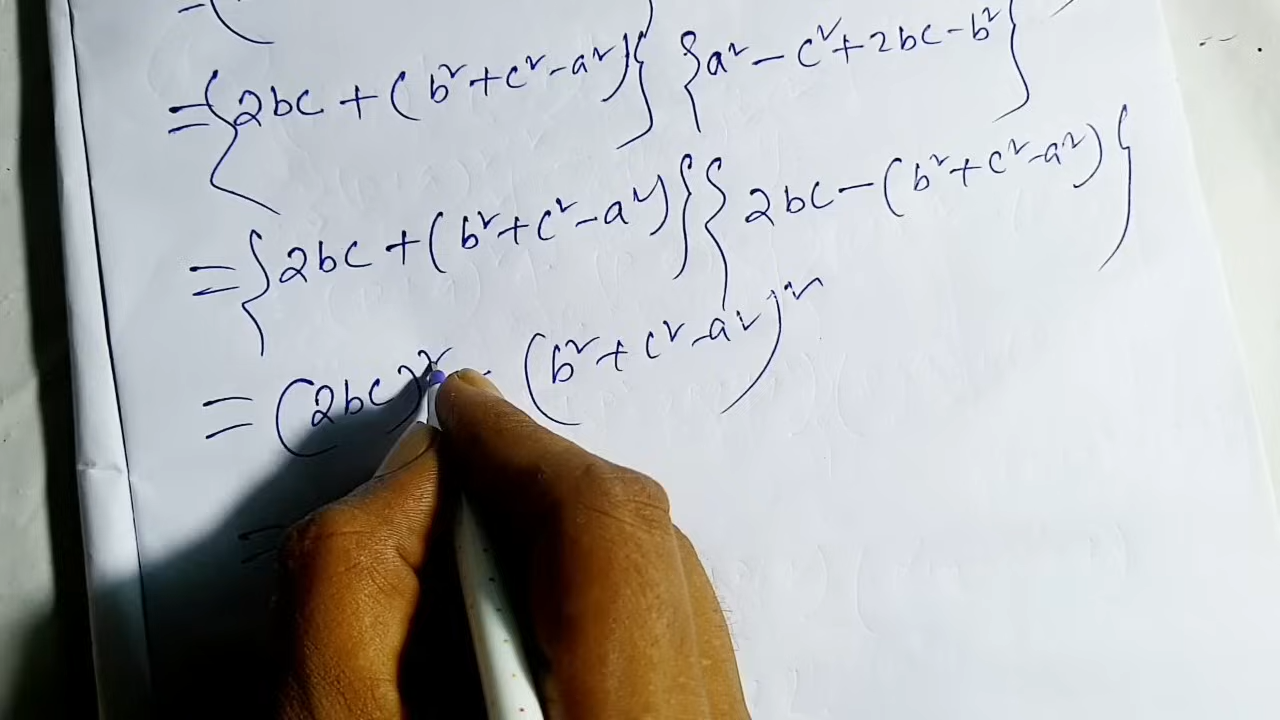 ={2bc+(b²+c²-a²)}{a²-c²+2bc-b²}
={2bc+(b²+c²-a²)}{2bc-(b²+c²-a²)}
=(2bc)²-(b²+c²-a²)²
=